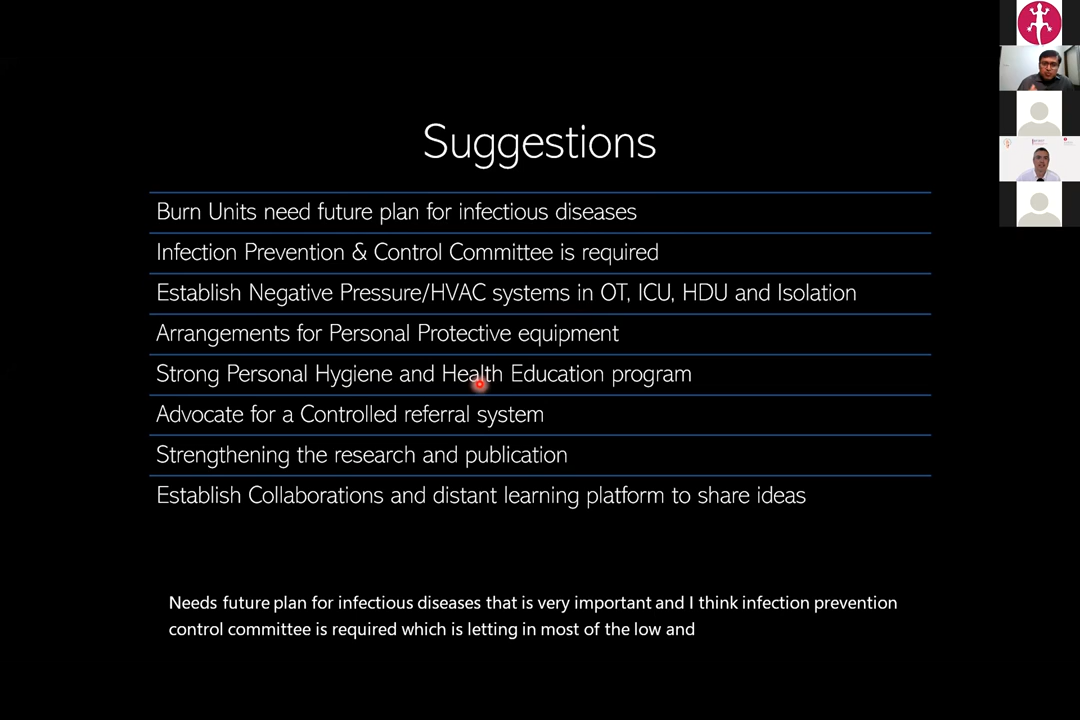 Suggestions
Burn Units need future plan for infectious diseases
Infection Prevention & Control Committee is required
Establish Negative Pressure/HVAC systems in OT, ICU, HDU and Isolation
Arrangements for Personal Protective equipment
Strong Personal Hygiene and Health Education program
Advocate for a Controlled referral system
Strengthening the research and publication
Establish Collaborations and distant learning platform to share ideas
Needs future plan for infectious diseases that is very important and I think infection prevention
control committee is required which is letting in most of the low and